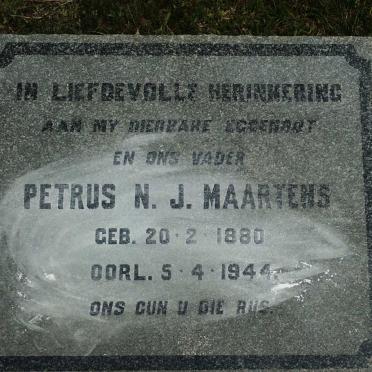 IN LIEFDEVOLLE HERINNERING
AAN MY DIERBARE EGGENOOT
EN ONS VADER
PETRUS N. J. MAARTENS
GEB. 20·2·1880
OORL. 5·4·1944
ONS GUN U DIE RUS.